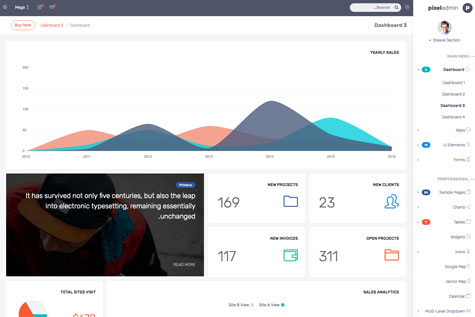 Mega
Search...
pixeladmin
P
Buy Now
Dashboard 3
/
Dashboard
Dashboard 3
Steave Gection
YEARLY SALES
200
150
100
50
0
2010
2011
2012
2013
2014
2015
2016
MAIN MENU
4
Dashboard
Dashboard 1
Dashboard 2
Dashboard 3
Dashboard 4
Apps
UI Elements
Forms
PROFFESSIONAL
Sample Pages
Charts
Tables
Widgets
Icons
Google Map
Vector Map
Calendar
Multi-Level Dropdown
Primary
It has survived not only five centuries, but also the leap
into electronic typesetting, remaining essentially
.unchanged
READ MORE
NEW PROJECTS
169
NEW CLIENTS
23
NEW INVOICES
117
OPEN PROJECTS
311
TOTAL SITES VISIT
SALES ANALYTICS
Site B View
Site A View